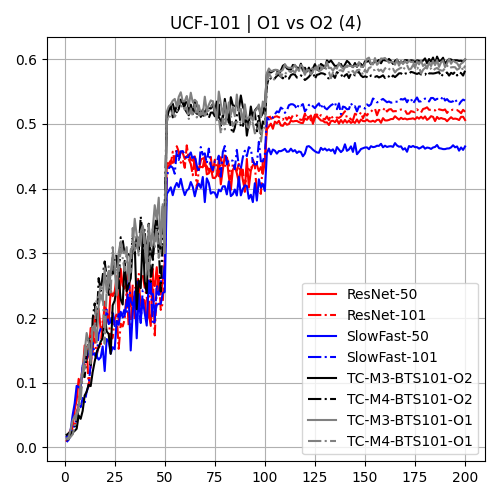 UCF-101 | O1 vs O2 (4)
0.6
0.5
0.4
0.3
0.2
0.1
0.0
ResNet-50
ResNet-101
SlowFast-50
SlowFast-101
TC-M3-BTS101-O2
TC-M4-BTS101-O2
TC-M3-BTS101-O1
TC-M4-BTS101-O1
0 25 50 75 100 125 150 175 200